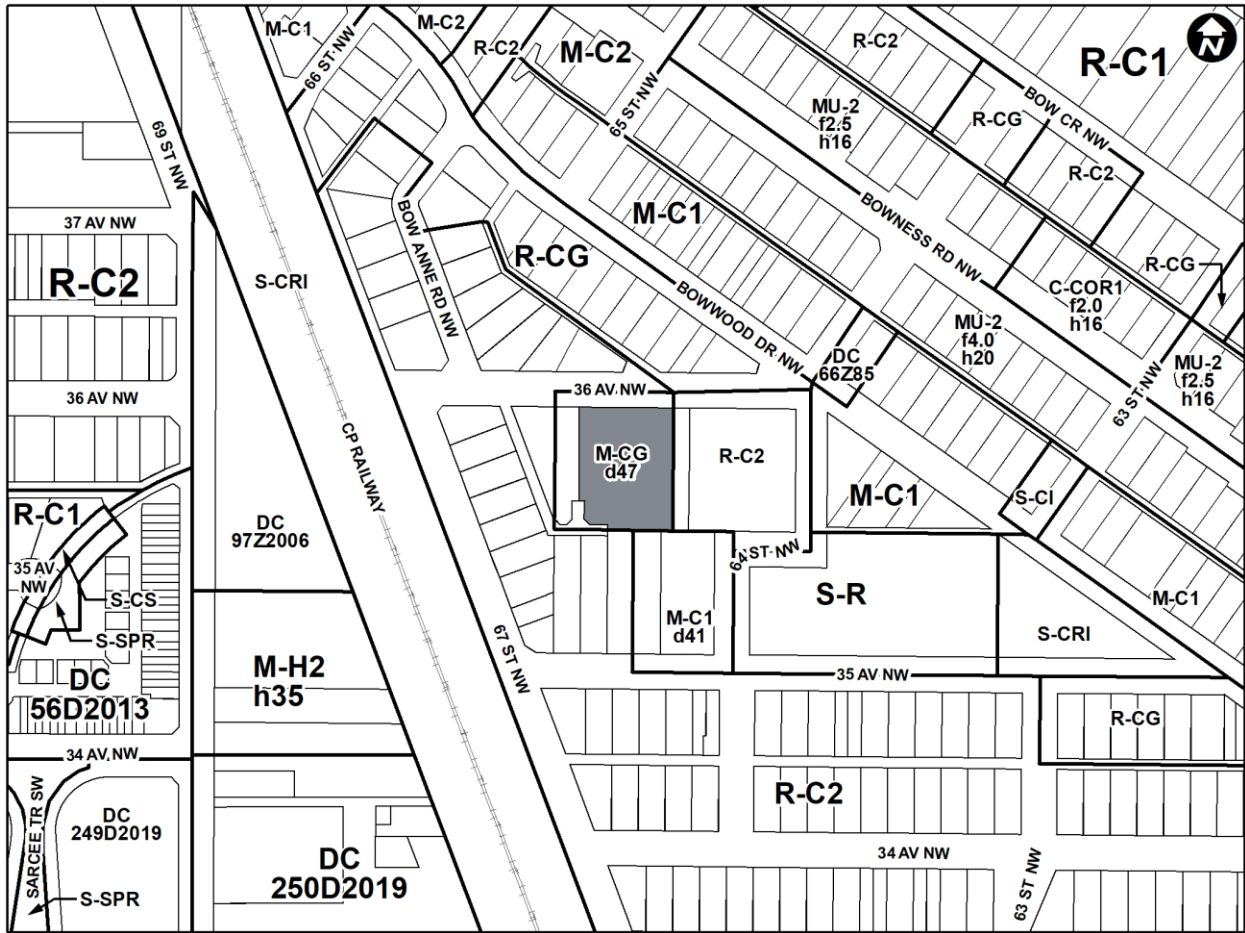 M-C1
M-C2
R-C2
M-C2
R-C2
R-C1
N
66 ST NW
65 ST NW
69 ST NW
MU-2
f2.5
h16
R-CG
BOW CR NW
R-C2
37 AV NW
R-C2
S-CRI
BOW ANNE RD NW
R-CG
M-C1
BOWNESS RD NW
BOWWOOD DR NW
C-COR1
f2.0
h16
R-CG
MU-2
f4.0
h20
MU-2
f2.5
h16
63 ST NW
DC
66Z85
36 AV NW
36 AV NW
CP RAILWAY
M-CG
d47
R-C2
M-C1
S-CI
R-C1
35 AV
NW
S-CS
S-SPR
DC
97Z2006
64 ST NW
S-R
S-CRI
M-C1
M-C1
d41
67 ST NW
35 AV NW
DC
56D2013
M-H2
h35
R-CG
34 AV NW
R-C2
SARCEE TR SW
DC
249D2019
S-SPR
DC
250D2019
34 AV NW
63 ST NW